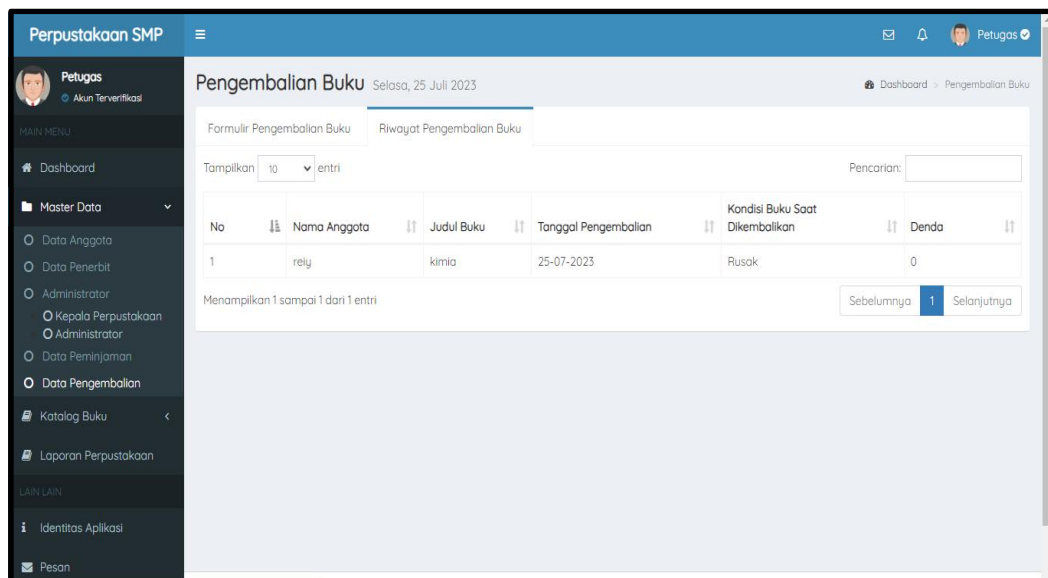 Perpustakaan SMP
Petugas
Petugas
Akun Terverifikasi
MAIN MENU
Dashboard
Master Data
Data Anggota
Data Penerbit
Administrator
Kepala Perpustakaan
Administrator
Data Peminjaman
Data Pengembalian
Katalog Buku
Laporan Perpustakaan
LAIN LAIN
Identitas Aplikasi
Pesan
Pengembalian Buku Selasa, 25 Juli 2023
Dashboard > Pengembalian Buku
Formulir Pengembalian Buku Riwayat Pengembalian Buku
Tampilkan 10 entri Pencarian:
No Nama Anggota Judul Buku Tanggal Pengembalian Kondisi Buku Saat Dikembalikan Denda
1 reiy kimia 25-07-2023 Rusak 0
Menampilkan 1 sampai 1 dari 1 entri
Sebelumnya 1 Selanjutnya